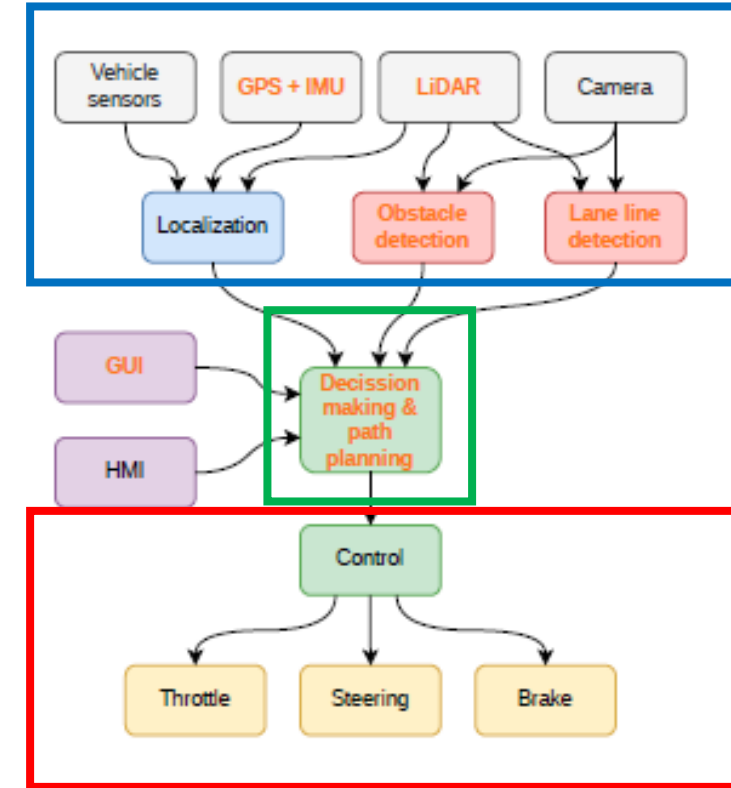 Vehicle
sensors
GPS + IMU
LiDAR
Camera
Localization
Obstacle
detection
Lane line
detection
GUI
Decission
making &
path
planning
HMI
Control
Throttle
Steering
Brake